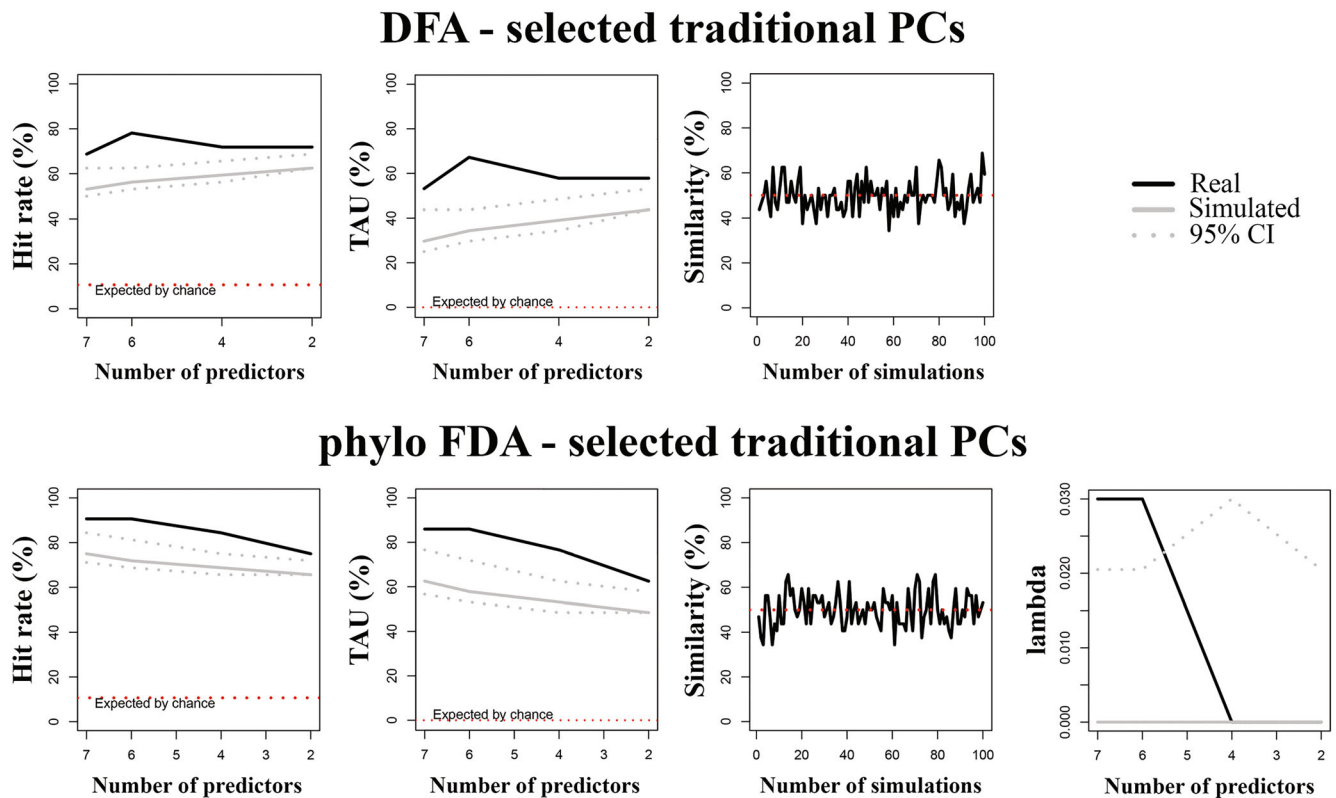 DFA - selected traditional PCs
Hit rate (%)
100
80
60
40
20
0
Expected by chance
7 6 4 2
Number of predictors
TAU (%)
100
80
60
40
20
0
Expected by chance
7 6 4 2
Number of predictors
Similarity (%)
100
80
60
40
20
0
0 20 40 60 80 100
Number of simulations
Real
Simulated
95% CI
phylo FDA - selected traditional PCs
Hit rate (%)
100
80
60
40
20
0
Expected by chance
7 6 5 4 3 2
Number of predictors
TAU (%)
100
80
60
40
20
0
Expected by chance
7 6 5 4 3 2
Number of predictors
Similarity (%)
100
80
60
40
20
0
0 20 40 60 80 100
Number of simulations
lambda
0.030
0.020
0.010
0.000
7 6 5 4 3 2
Number of predictors